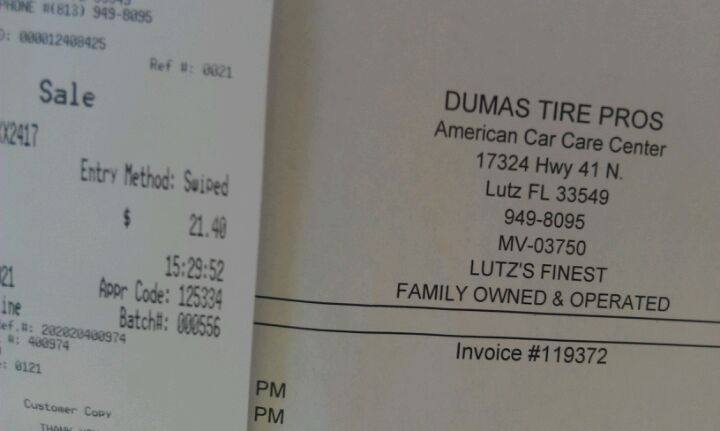 PHONE #(813) 949-8095
: 000012408425
Ref #: 0021
Sale
XX2417
Entry Method: Swiped
$ 21.40
15:29:52
Appr Code: 125334
Batch#: 000556
ef.#: 202020400974
#: 400974
: 0121
Customer Copy
DUMAS TIRE PROS
American Car Care Center
17324 Hwy 41 N.
Lutz FL 33549
949-8095
MV-03750
LUTZ'S FINEST
FAMILY OWNED & OPERATED
Invoice #119372
PM
PM